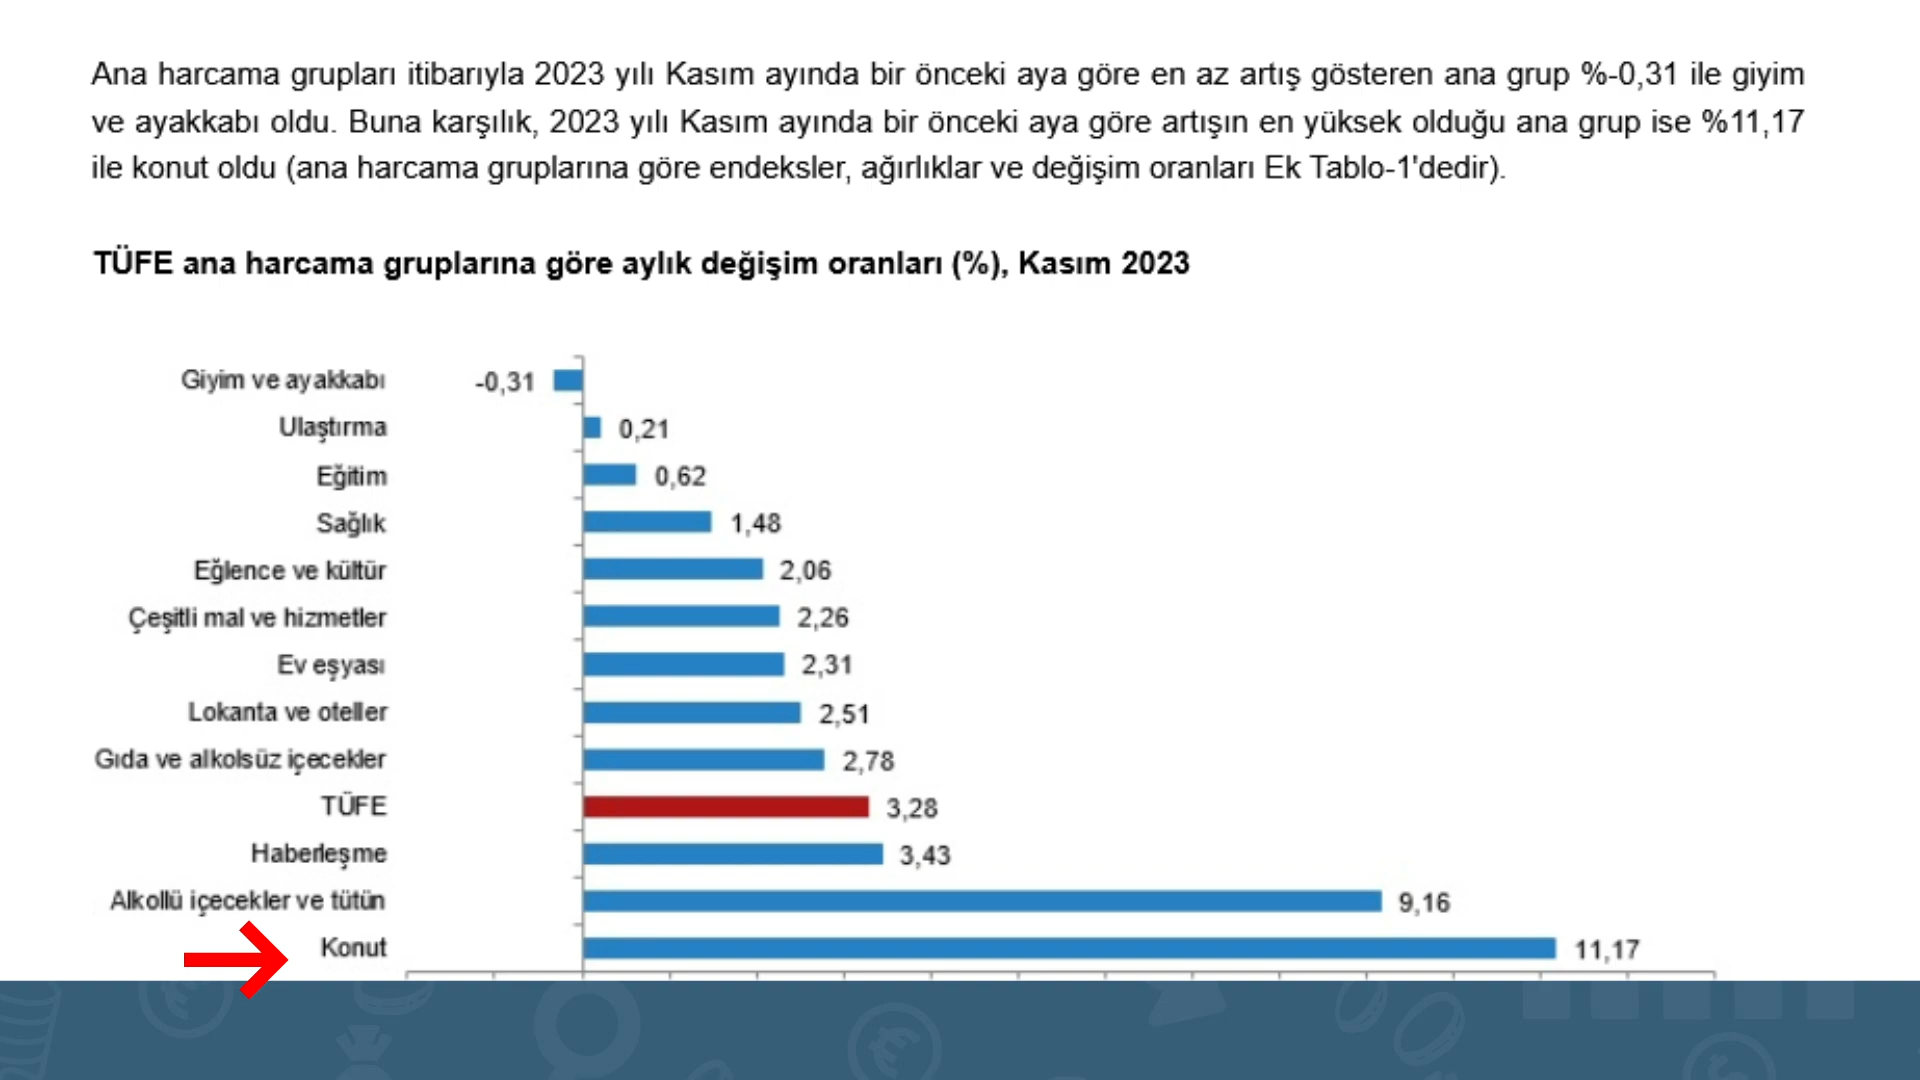 Ana harcama grupları itibarıyla 2023 yılı Kasım ayında bir önceki aya göre en az artış gösteren ana grup %-0,31 ile giyim
ve ayakkabı oldu. Buna karşılık, 2023 yılı Kasım ayında bir önceki aya göre artışın en yüksek olduğu ana grup ise %11,17
ile konut oldu (ana harcama gruplarına göre endeksler, ağırlıklar ve değişim oranları Ek Tablo-1'dedir).
TÜFE ana harcama gruplarına göre aylık değişim oranları (%), Kasım 2023
Giyim ve ayakkabı -0,31
Ulaştırma 0,21
Eğitim 0,62
Sağlık 1,48
Eğlence ve kültür 2,06
Çeşitli mal ve hizmetler 2,26
Ev eşyası 2,31
Lokanta ve oteller 2,51
Gıda ve alkolsüz içecekler 2,78
TÜFE 3,28
Haberleşme 3,43
Alkollü içecekler ve tütün 9,16
Konut 11,17